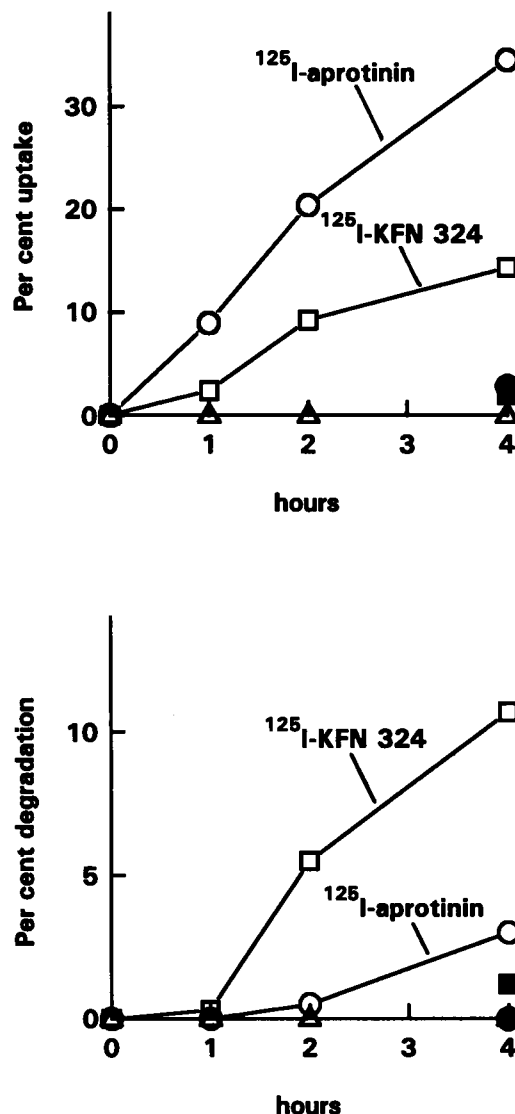 Per cent uptake
30
20
10
0
0 1 2 3 4
hours
¹²⁵I-aprotinin
¹²⁵I-KFN 324
Per cent degradation
10
5
0
0 1 2 3 4
hours
¹²⁵I-KFN 324
¹²⁵I-aprotinin